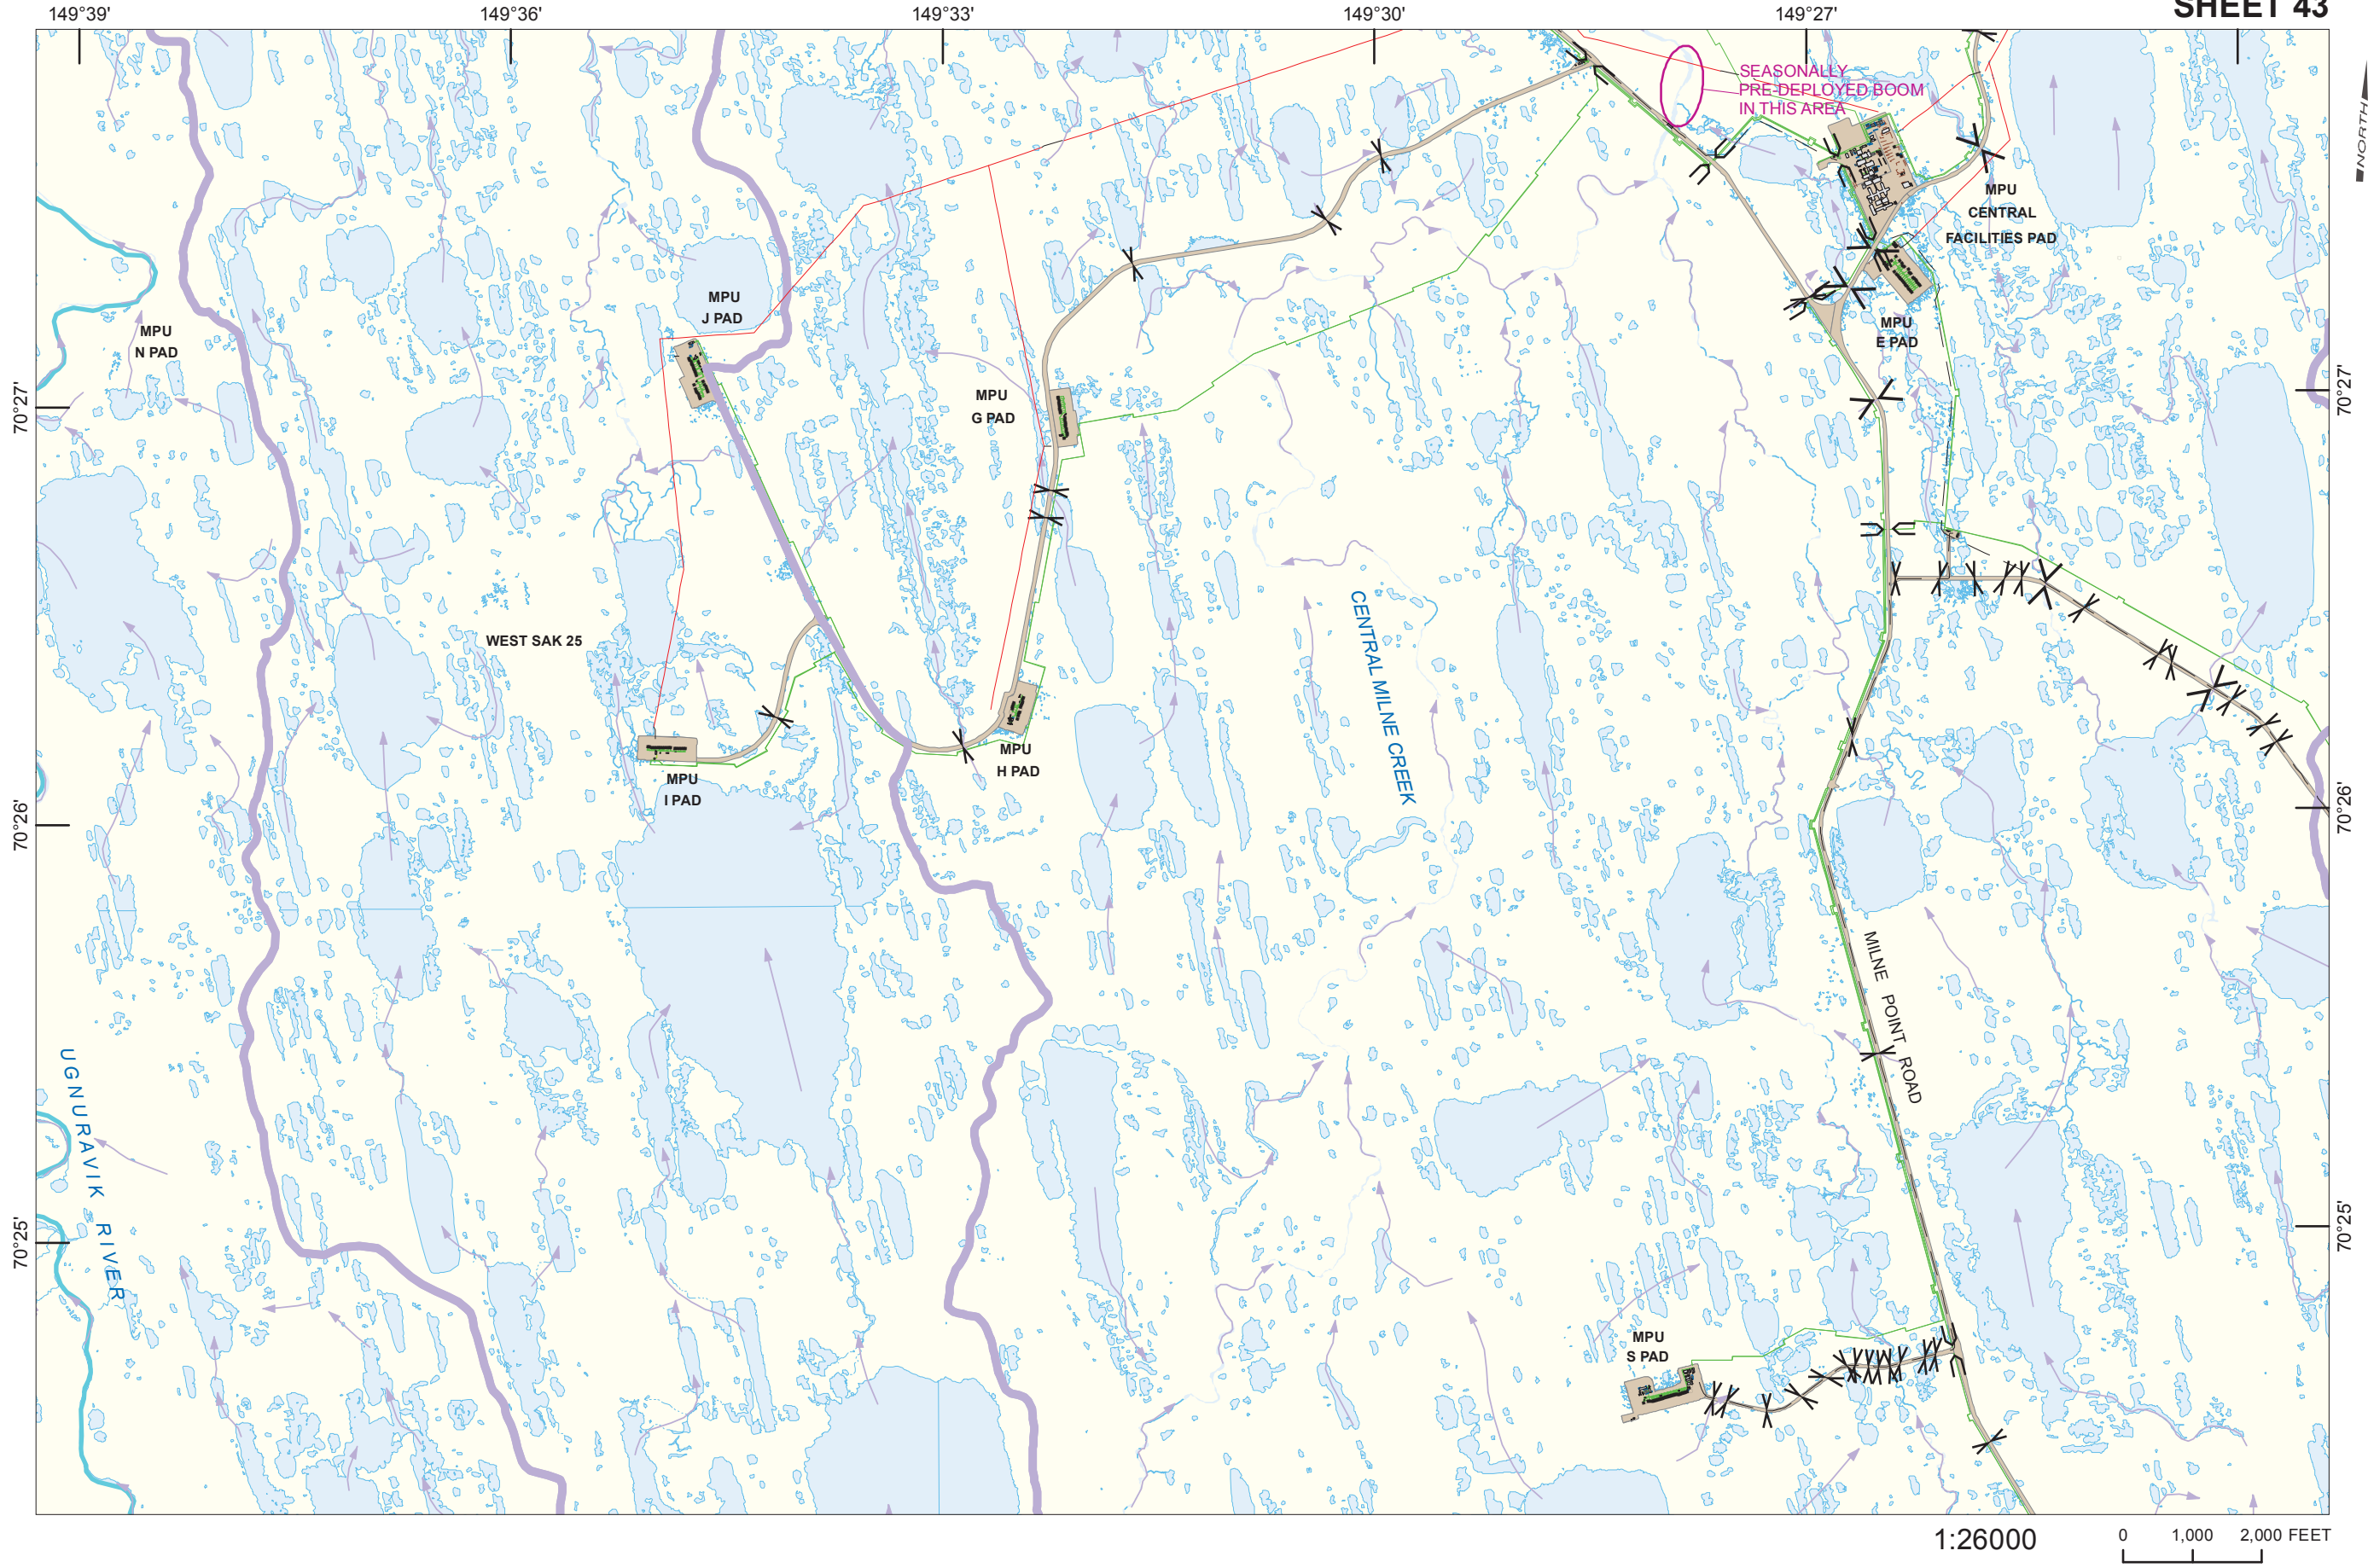 SHEET 43
149°39'
149°36'
149°33'
149°30'
149°27'
NORTH
SEASONALLY
PRE-DEPLOYED BOOM
IN THIS AREA
MPU
CENTRAL
FACILITIES PAD
MPU
J PAD
MPU
N PAD
MPU
E PAD
70°27'
70°27'
MPU
G PAD
WEST SAK 25
CENTRAL MILNE CREEK
MPU
H PAD
MPU
I PAD
70°26'
70°26'
MILNE POINT ROAD
UGNURAVIK RIVER
70°25'
70°25'
MPU
S PAD
1:26000
0 1,000 2,000 FEET